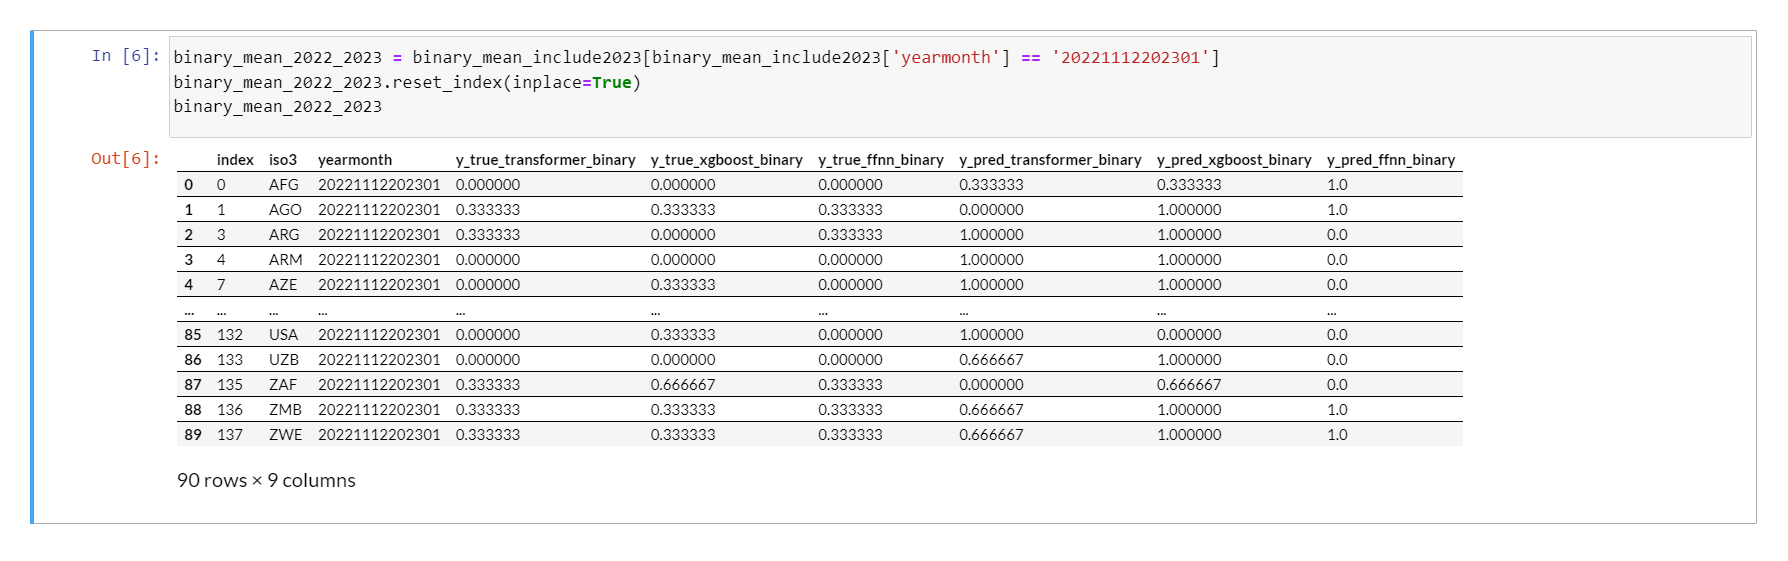 In [6]: binary_mean_2022_2023 = binary_mean_include2023[binary_mean_include2023['yearmonth'] == '20221112202301']
binary_mean_2022_2023.reset_index(inplace=True)
binary_mean_2022_2023
Out[6]: index iso3 yearmonth y_true_transformer_binary y_true_xgboost_binary y_true_ffnn_binary y_pred_transformer_binary y_pred_xgboost_binary y_pred_ffnn_binary
0 0 AFG 20221112202301 0.000000 0.000000 0.000000 0.333333 0.333333 1.0
1 1 AGO 20221112202301 0.333333 0.333333 0.333333 0.000000 1.000000 1.0
2 3 ARG 20221112202301 0.333333 0.000000 0.333333 1.000000 1.000000 0.0
3 4 ARM 20221112202301 0.000000 0.000000 0.000000 1.000000 1.000000 0.0
4 7 AZE 20221112202301 0.000000 0.333333 0.000000 1.000000 1.000000 0.0
... ... ... ... ... ... ... ... ... ...
85 132 USA 20221112202301 0.000000 0.333333 0.000000 1.000000 0.000000 0.0
86 133 UZB 20221112202301 0.000000 0.000000 0.000000 0.666667 1.000000 0.0
87 135 ZAF 20221112202301 0.333333 0.666667 0.333333 0.000000 0.666667 0.0
88 136 ZMB 20221112202301 0.333333 0.333333 0.333333 0.666667 1.000000 1.0
89 137 ZWE 20221112202301 0.333333 0.333333 0.333333 0.666667 1.000000 1.0
90 rows × 9 columns